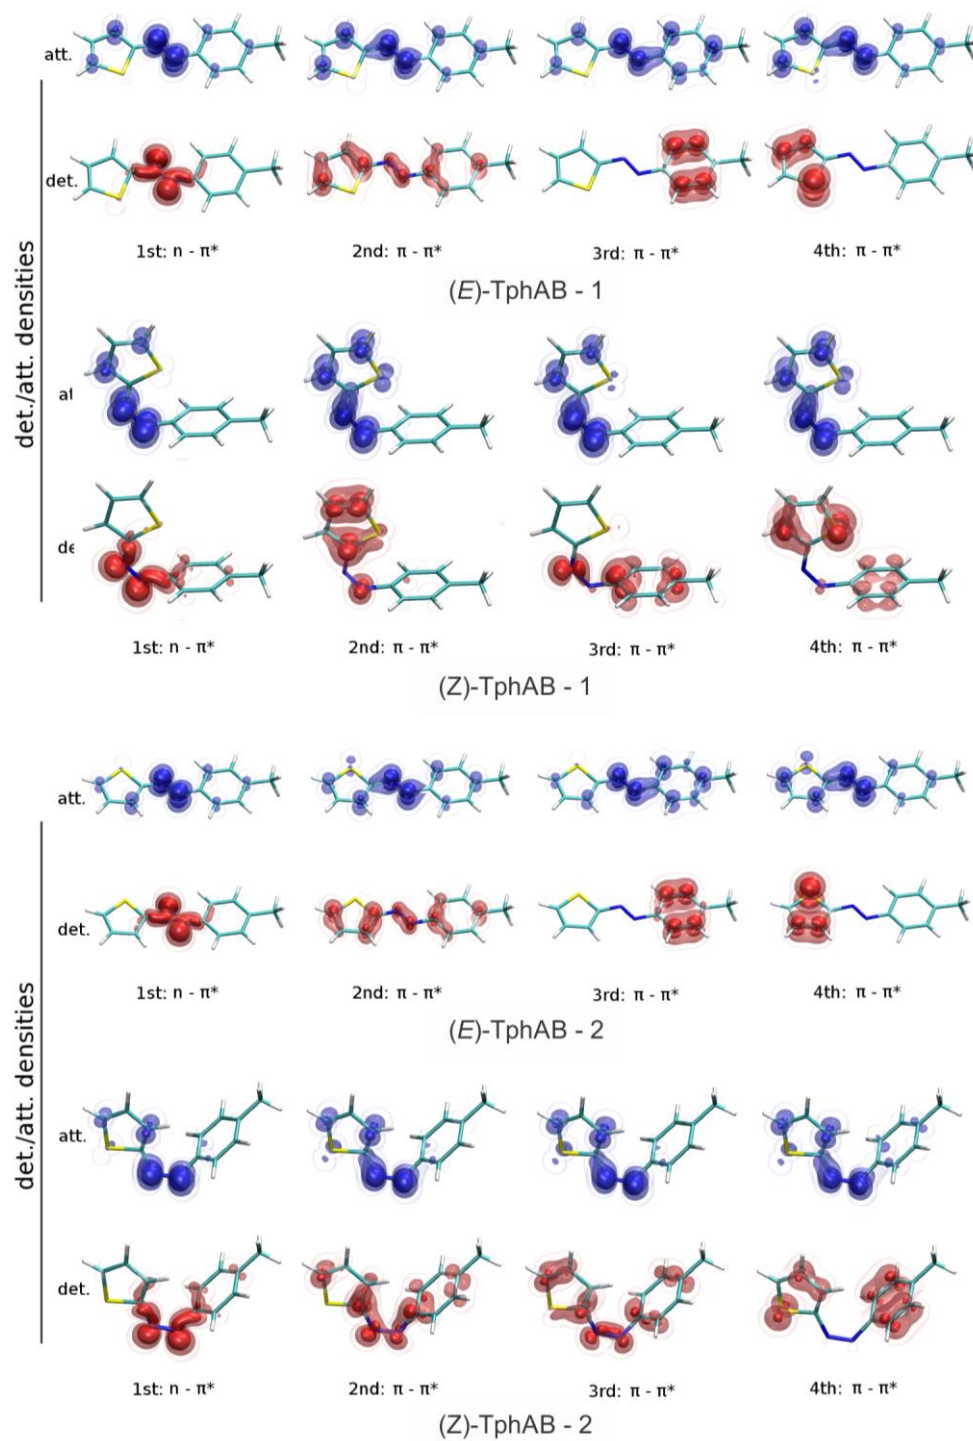 att.
det.
1st: n - π* 2nd: π - π* 3rd: π - π* 4th: π - π*
(E)-TphAB - 1
det./att. densities
1st: n - π* 2nd: π - π* 3rd: π - π* 4th: π - π*
(Z)-TphAB - 1
att.
det.
1st: n - π* 2nd: π - π* 3rd: π - π* 4th: π - π*
(E)-TphAB - 2
det./att. densities
att.
det.
1st: n - π* 2nd: π - π* 3rd: π - π* 4th: π - π*
(Z)-TphAB - 2